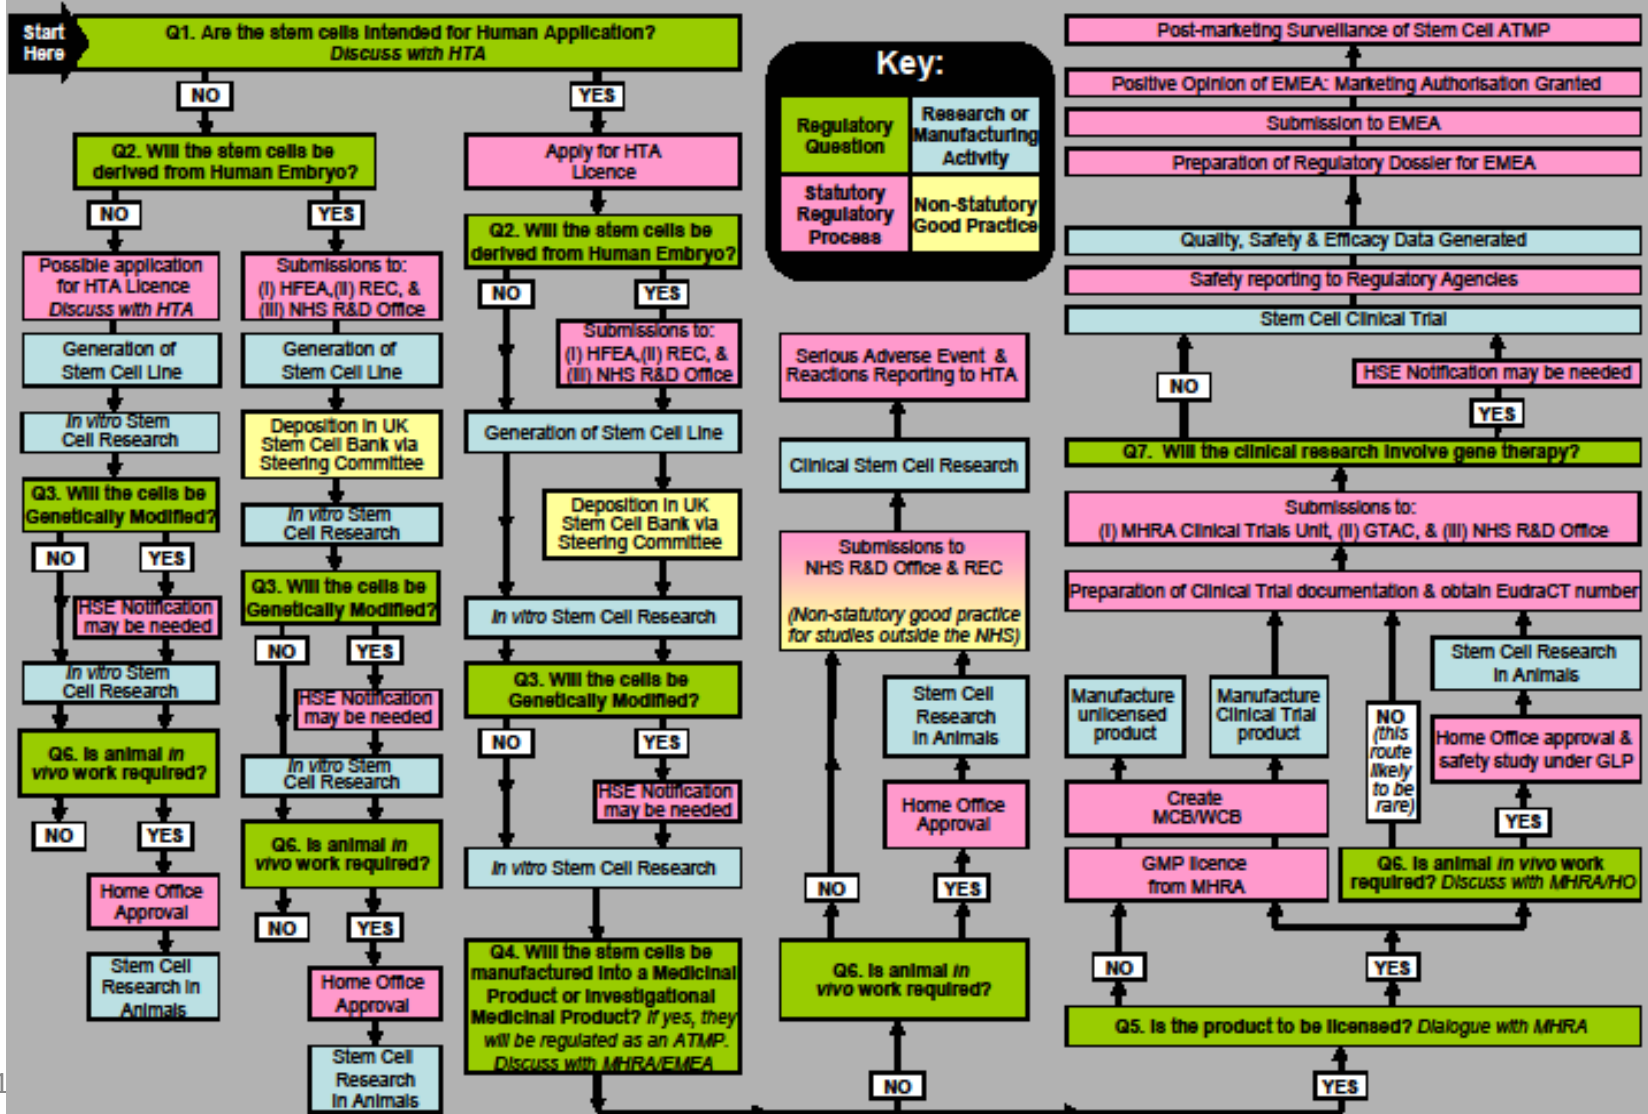 Start
Here
Q1. Are the stem cells intended for Human Application?
Discuss with HTA
NO
YES
Q2. Will the stem cells be
derived from Human Embryo?
NO
YES
Possible application
for HTA Licence
Discuss with HTA
Generation of
Stem Cell Line
In vitro Stem
Cell Research
Q3. Will the cells be
Genetically Modified?
NO
YES
HSE Notification
may be needed
In vitro Stem
Cell Research
Q6. Is animal in
vivo work required?
NO
YES
Home Office
Approval
Stem Cell
Research in
Animals
Submissions to:
(I) HFEA,(II) REC, &
(III) NHS R&D Office
Generation of
Stem Cell Line
Deposition in UK
Stem Cell Bank via
Steering Committee
In vitro Stem
Cell Research
Q3. Will the cells be
Genetically Modified?
NO
YES
HSE Notification
may be needed
In vitro Stem
Cell Research
Q6. Is animal in
vivo work required?
NO
YES
Home Office
Approval
Stem Cell
Research
in Animals
Apply for HTA
Licence
Q2. Will the stem cells be
derived from Human Embryo?
NO
YES
Submissions to:
(I) HFEA,(II) REC, &
(III) NHS R&D Office
Generation of Stem Cell Line
Deposition in UK
Stem Cell Bank via
Steering Committee
In vitro Stem Cell Research
Q3. Will the cells be
Genetically Modified?
NO
YES
HSE Notification
may be needed
In vitro Stem Cell Research
Q4. Will the stem cells be
manufactured into a Medicinal
Product or Investigational
Medicinal Product? If yes, they
will be regulated as an ATMP.
Discuss with MHRA/EMEA
Key:
Regulatory
Question
Research or
Manufacturing
Activity
Statutory
Regulatory
Process
Non-Statutory
Good Practice
Serious Adverse Event &
Reactions Reporting to HTA
Clinical Stem Cell Research
Submissions to
NHS R&D Office & REC
(Non-statutory good practice
for studies outside the NHS)
Stem Cell
Research
in Animals
Home Office
Approval
NO
YES
Q6. Is animal in
vivo work required?
NO
Post-marketing Surveillance of Stem Cell ATMP
Positive Opinion of EMEA: Marketing Authorisation Granted
Submission to EMEA
Preparation of Regulatory Dossier for EMEA
Quality, Safety & Efficacy Data Generated
Safety reporting to Regulatory Agencies
Stem Cell Clinical Trial
NO
HSE Notification may be needed
YES
Q7. Will the clinical research involve gene therapy?
Submissions to:
(I) MHRA Clinical Trials Unit, (II) GTAC, & (III) NHS R&D Office
Preparation of Clinical Trial documentation & obtain EudraCT number
Manufacture
unlicensed
product
Manufacture
Clinical Trial
product
NO
(this
route
likely
to be
rare)
Stem Cell Research
in Animals
Home Office approval &
safety study under GLP
YES
Create
MCB/WCB
GMP licence
from MHRA
Q6. Is animal in vivo work
required? Discuss with MHRA/HO
NO
YES
Q5. Is the product to be licensed? Dialogue with MHRA
YES